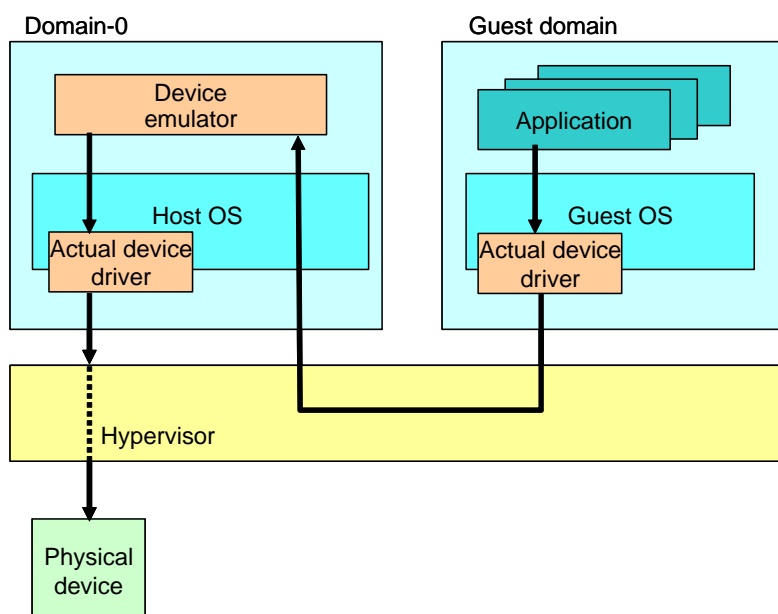 Domain-0
Guest domain
Device
emulator
Application
Host OS
Guest OS
Actual device
driver
Actual device
driver
Hypervisor
Physical
device